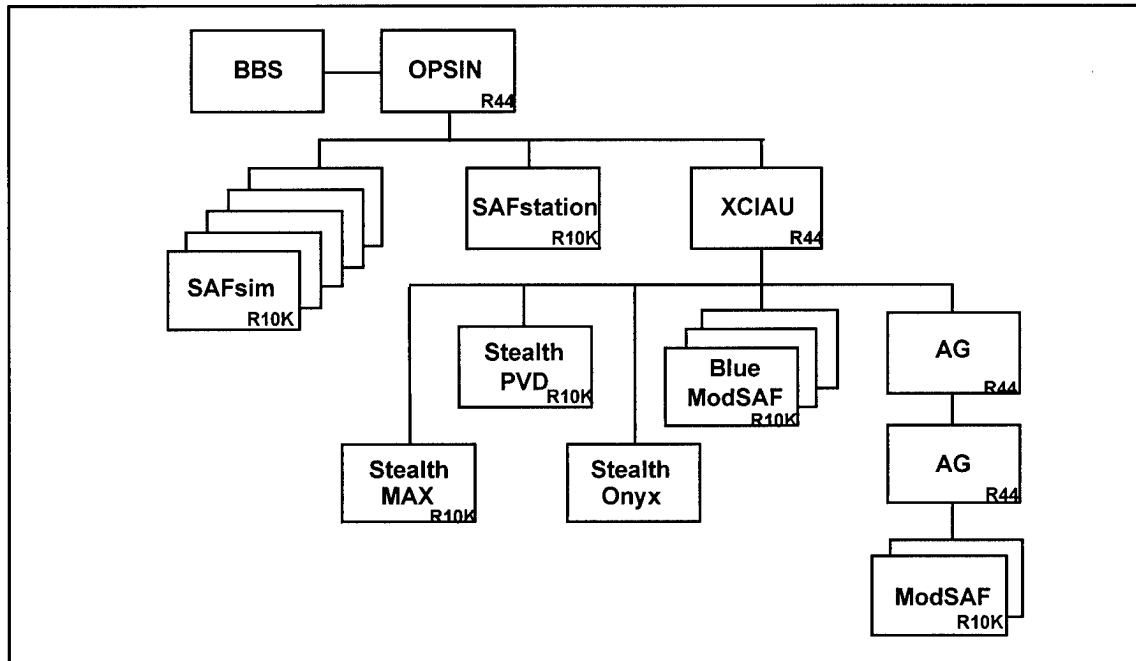 BBS
OPSIN
R44
SAFsim
R10K
SAFstation
R10K
XCIAU
R44
Stealth
PVD
R10K
Blue
ModSAF
R10K
AG
R44
Stealth
MAX
R10K
Stealth
Onyx
AG
R44
ModSAF
R10K